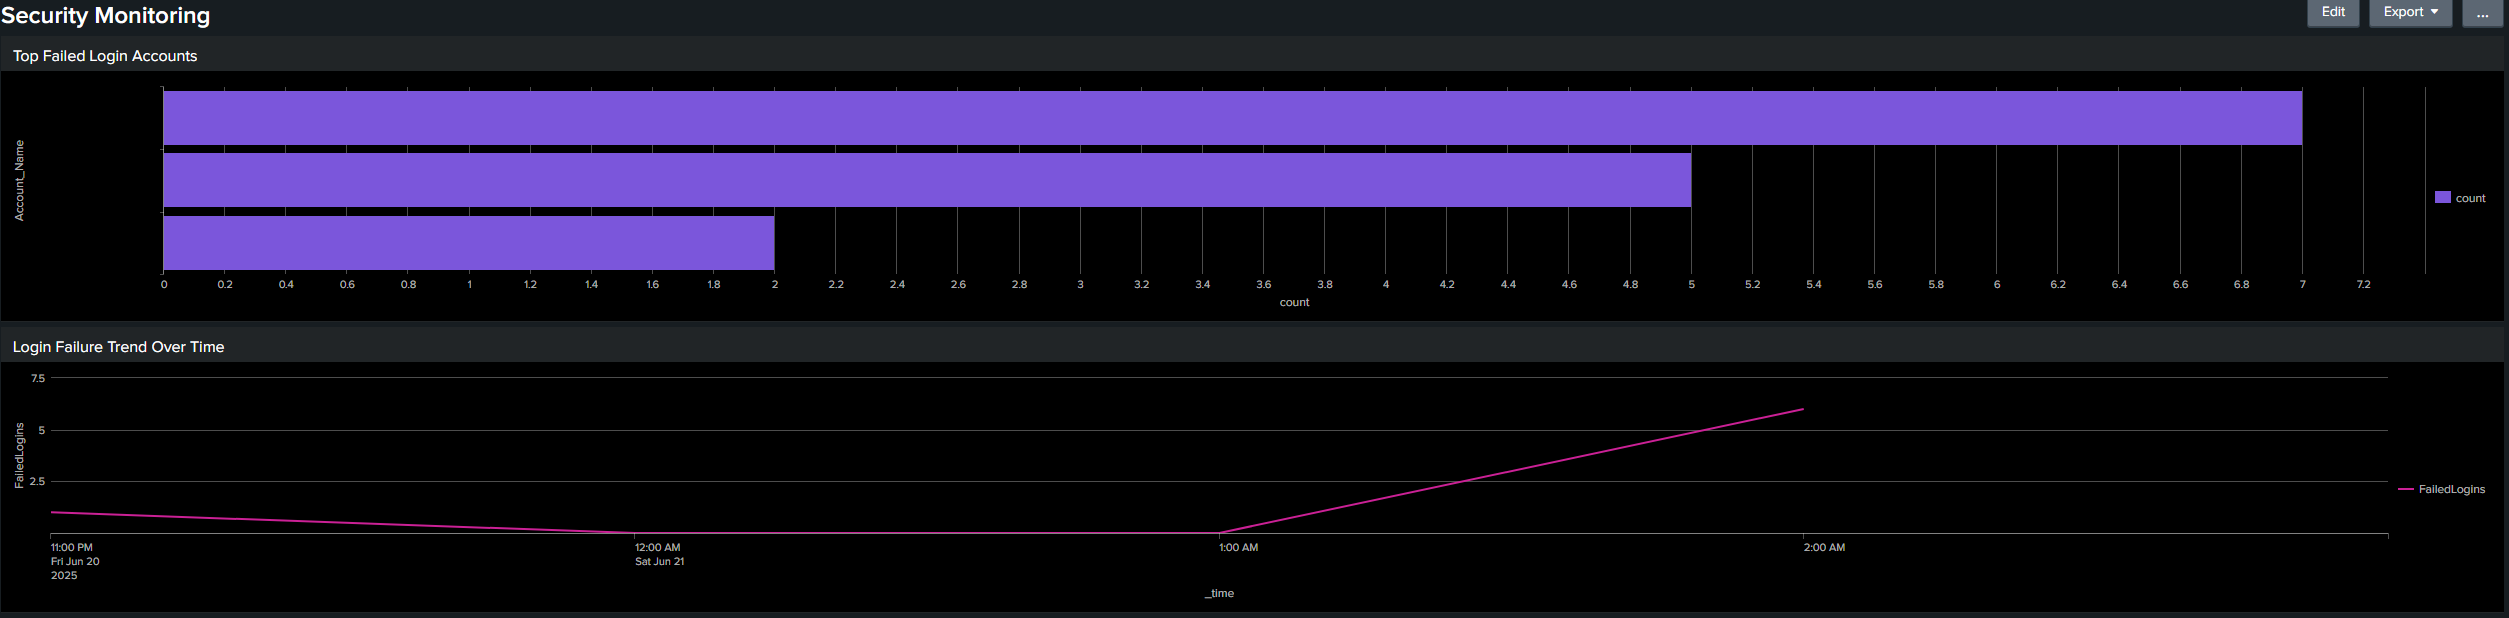 Security Monitoring
Edit
Export
...
Top Failed Login Accounts
Account_Name
0 0.2 0.4 0.6 0.8 1 1.2 1.4 1.6 1.8 2 2.2 2.4 2.6 2.8 3 3.2 3.4 3.6 3.8 4 4.2 4.4 4.6 4.8 5 5.2 5.4 5.6 5.8 6 6.2 6.4 6.6 6.8 7 7.2
count
count
Login Failure Trend Over Time
FailedLogins
7.5
5
2.5
FailedLogins
11:00 PM 12:00 AM 1:00 AM 2:00 AM
Fri Jun 20 Sat Jun 21
2025
_time